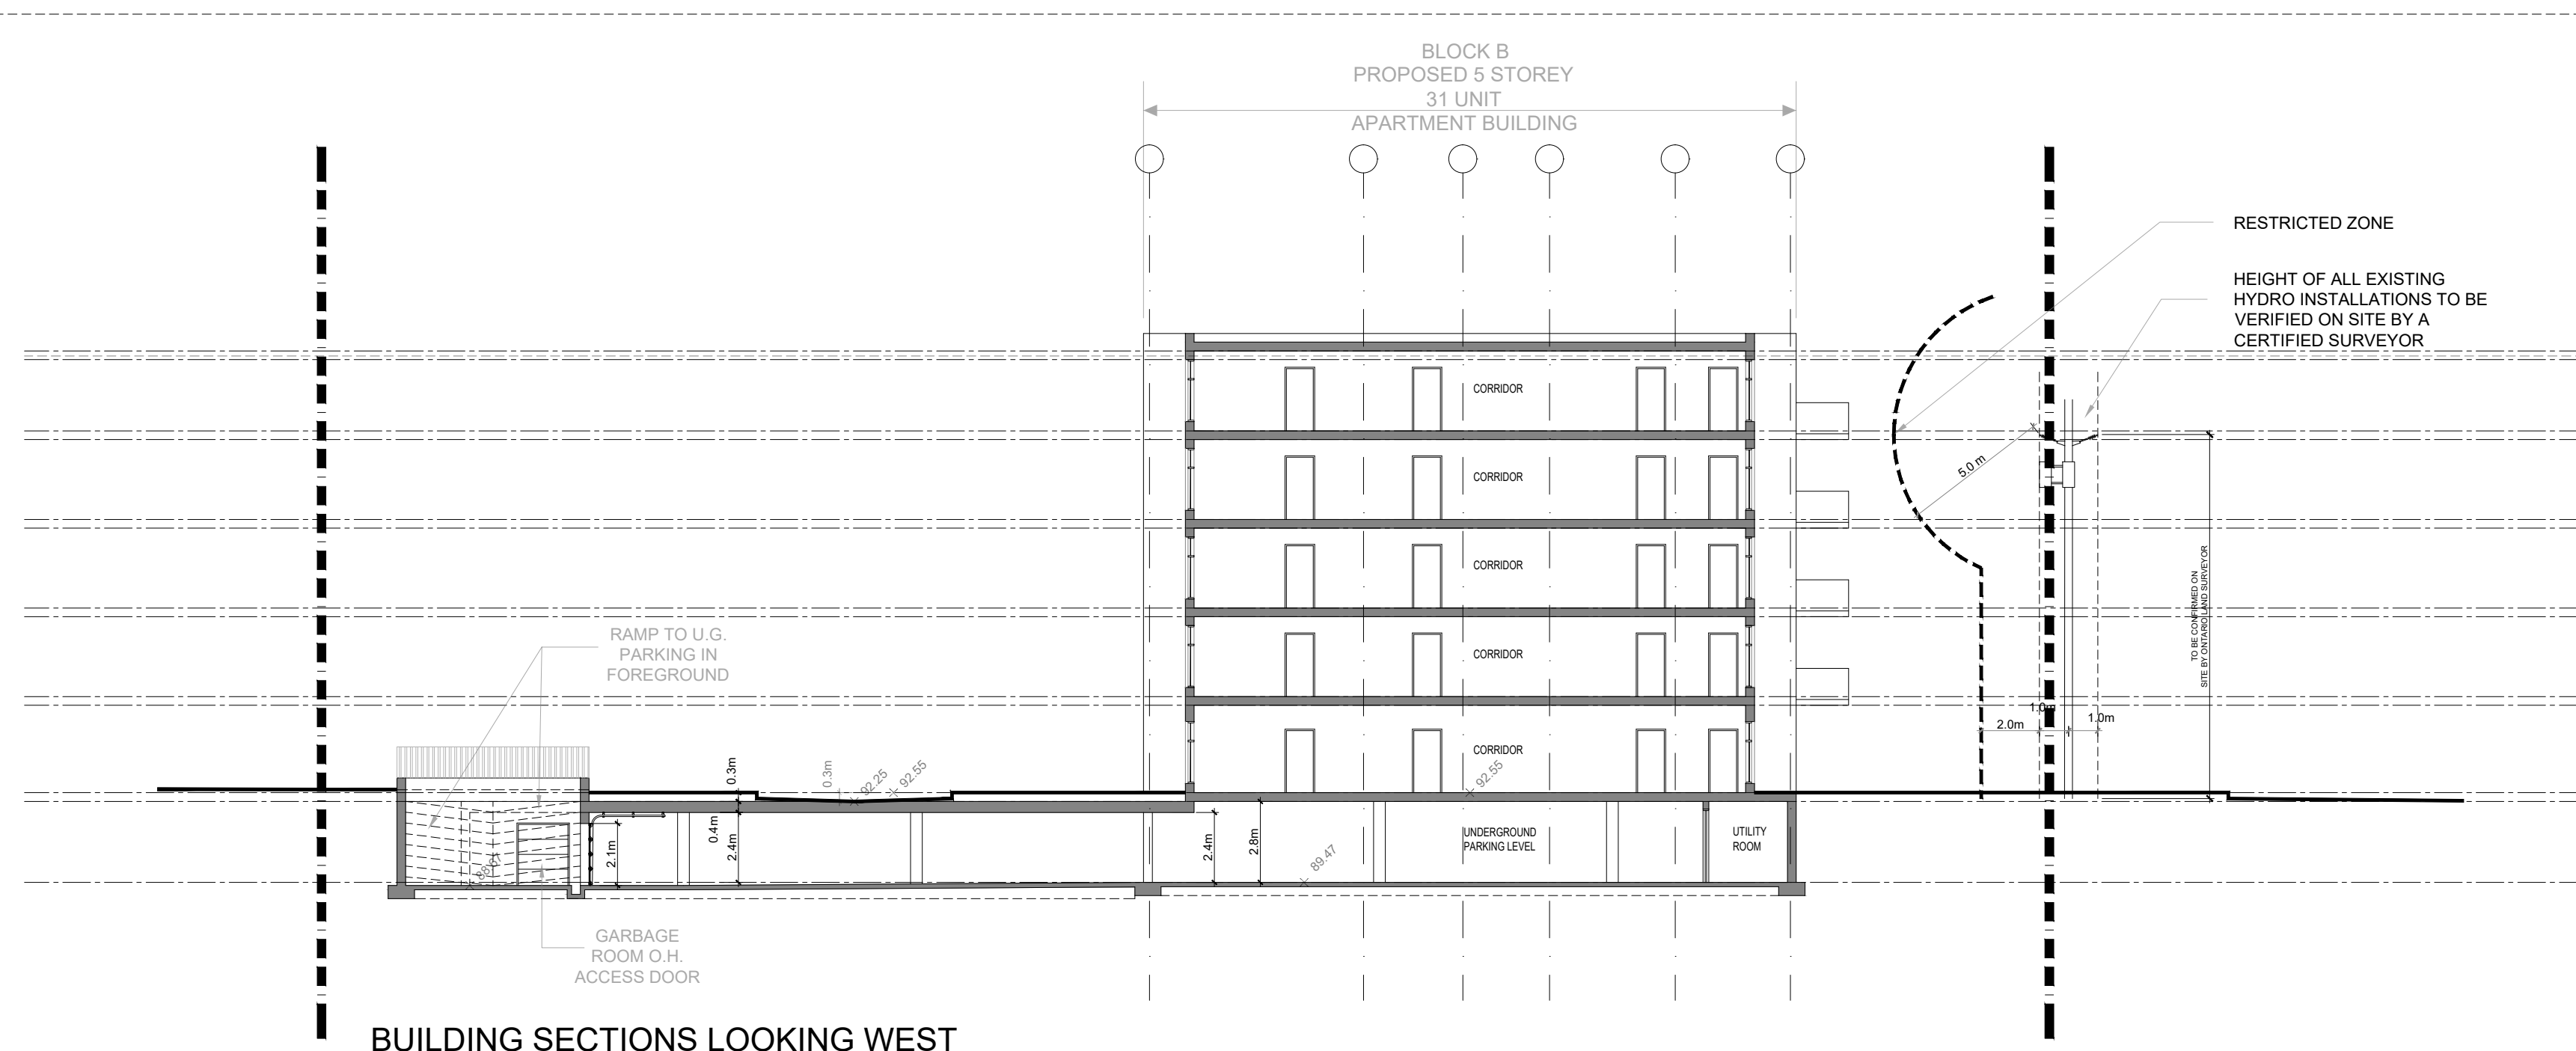 BLOCK B
PROPOSED 5 STOREY
31 UNIT
APARTMENT BUILDING
RESTRICTED ZONE
HEIGHT OF ALL EXISTING
HYDRO INSTALLATIONS TO BE
VERIFIED ON SITE BY A
CERTIFIED SURVEYOR
CORRIDOR
5.0 m
CORRIDOR
CORRIDOR
TO BE CONFIRMED ON
SITE BY ONTARIO LAND SURVEYOR
RAMP TO U.G.
PARKING IN
FOREGROUND
CORRIDOR
1.0m
2.0m
1.0m
CORRIDOR
0.3m
0.3m
92.25
92.55
92.55
0.4m
2.4m
2.1m
2.4m
2.8m
88.67
89.47
UNDERGROUND
PARKING LEVEL
UTILITY
ROOM
GARBAGE
ROOM O.H.
ACCESS DOOR
BUILDING SECTIONS LOOKING WEST